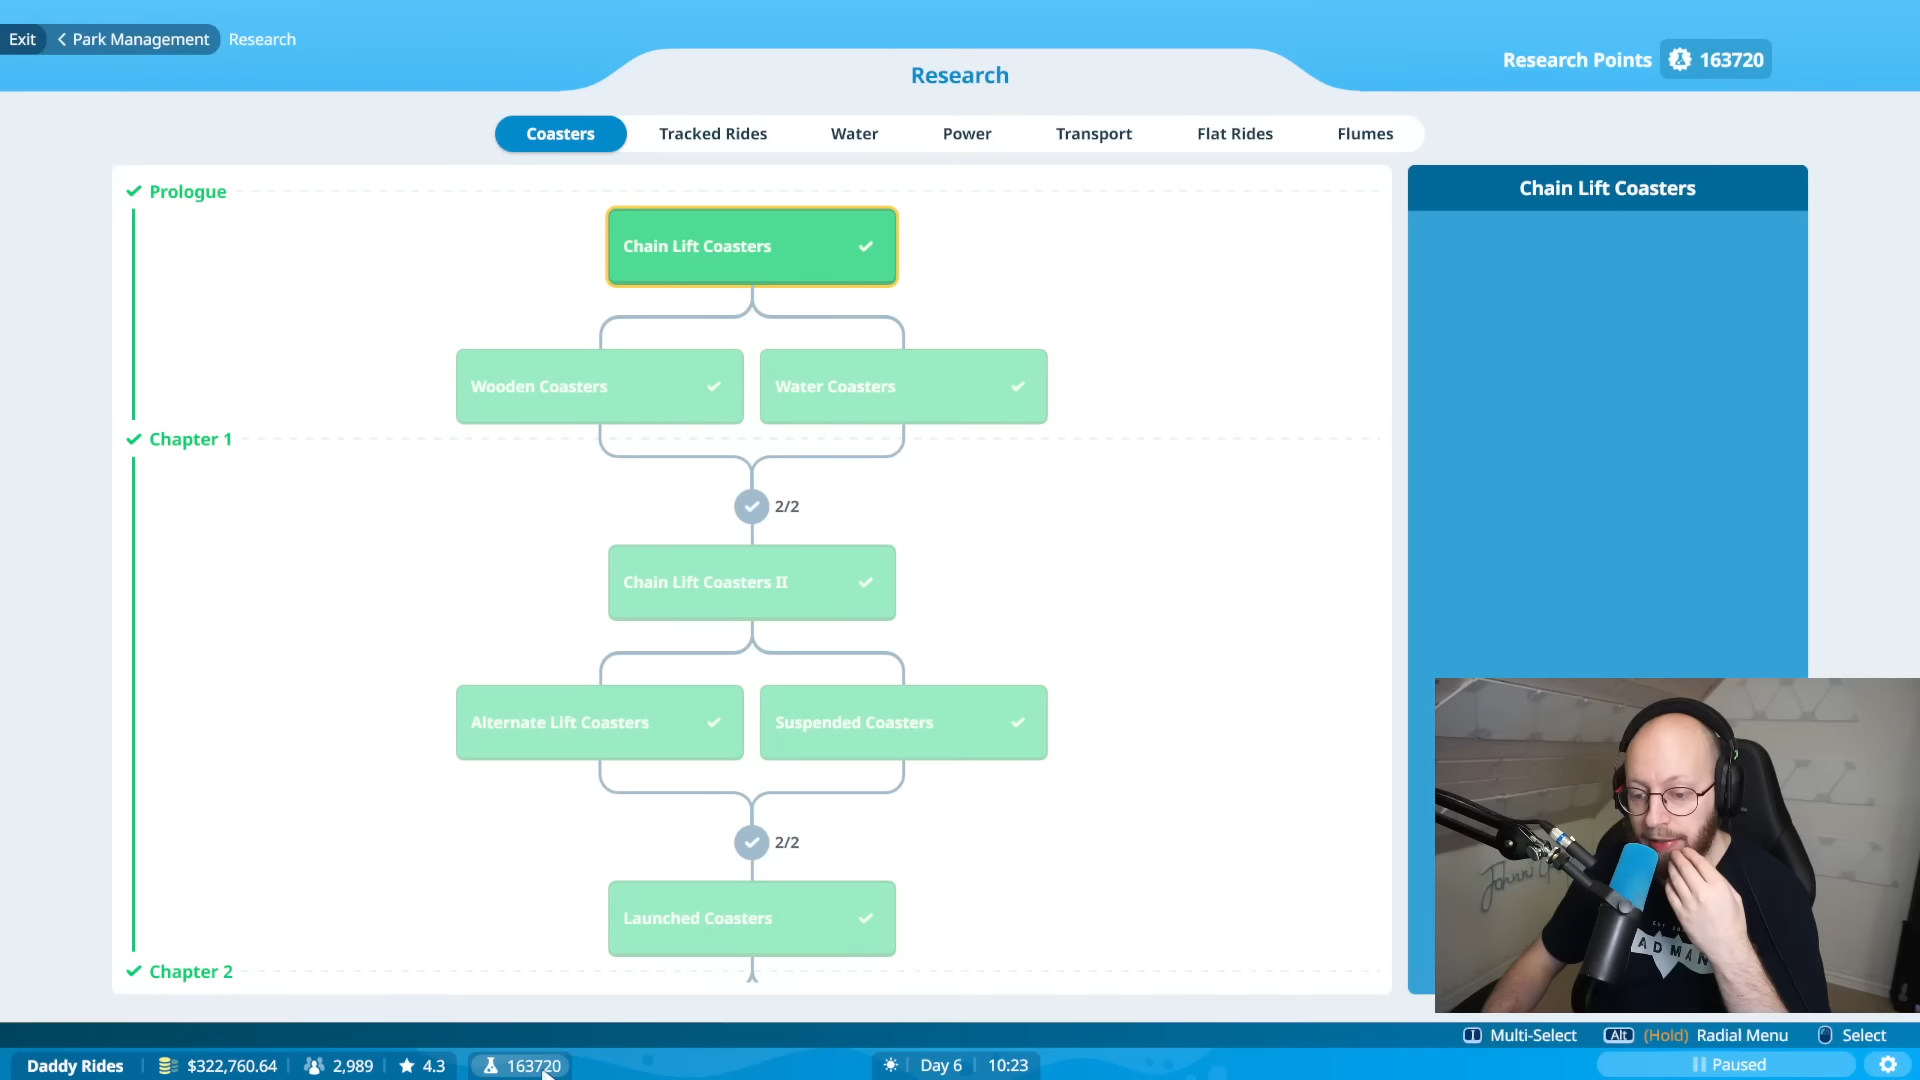 Exit
Park Management
Research
Research
Research Points
163720
Coasters
Tracked Rides
Water
Power
Transport
Flat Rides
Flumes
Prologue
Chain Lift Coasters
Chain Lift Coasters
Wooden Coasters
Water Coasters
Chapter 1
2/2
Chain Lift Coasters II
Alternate Lift Coasters
Suspended Coasters
2/2
Launched Coasters
Chapter 2
ADMAN
Multi-Select
Alt
(Hold)
Radial Menu
Select
Daddy Rides
$322,760.64
2,989
4.3
163720
Day 6
10:23
Paused